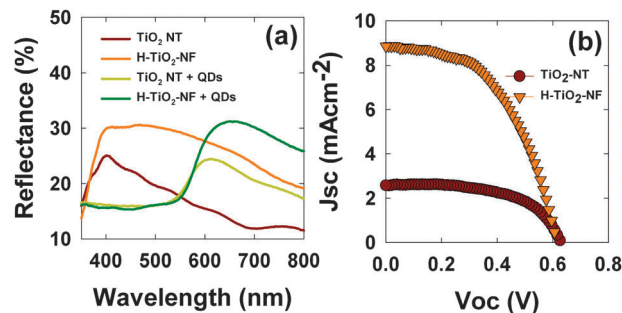 50
40
30
20
10
Reflectance (%)
TiO₂ NT
H-TiO₂-NF
TiO₂ NT + QDs
H-TiO₂-NF + QDs
(a)
400 500 600 700 800
Wavelength (nm)
10
8
6
4
2
0
Jsc (mAcm⁻²)
(b)
TiO₂-NT
H-TiO₂-NF
0.0 0.2 0.4 0.6 0.8
Voc (V)